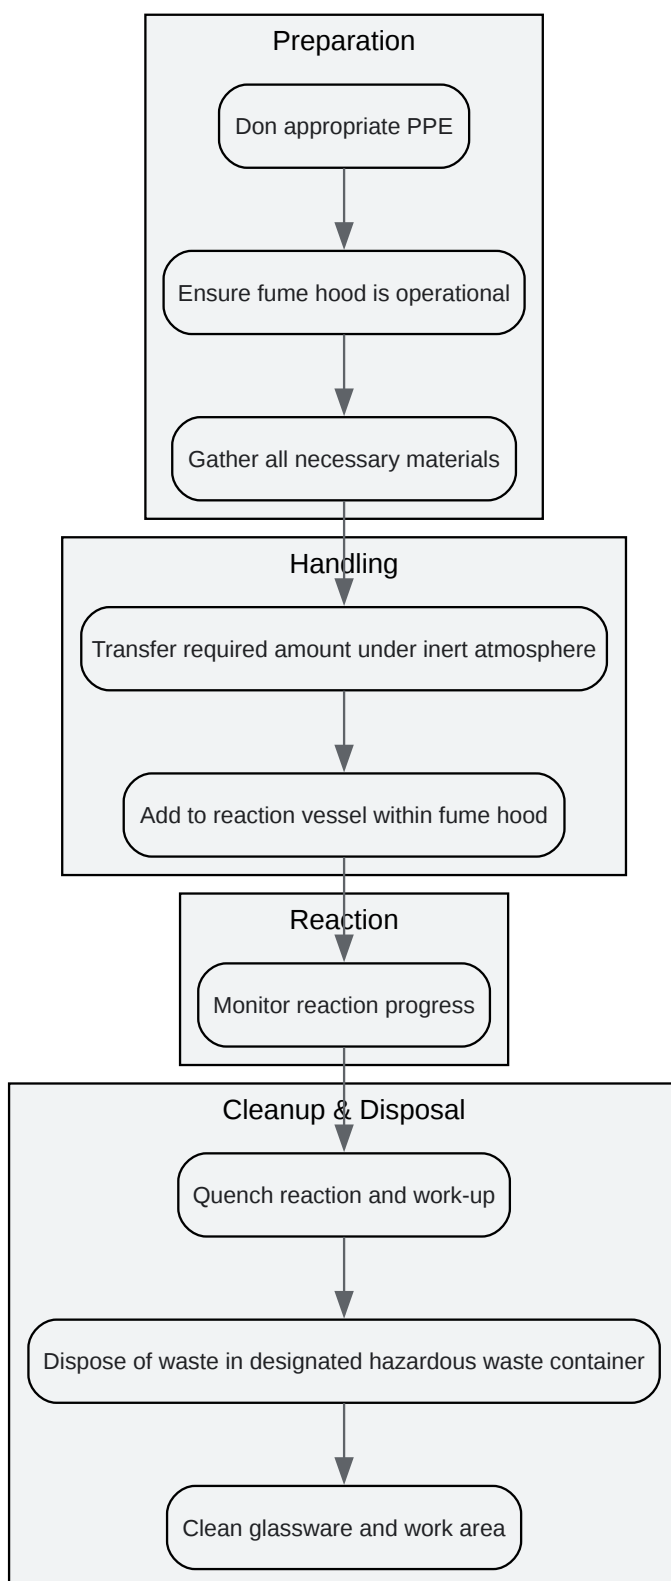 Preparation
Don appropriate PPE
Ensure fume hood is operational
Gather all necessary materials
Handling
Transfer required amount under inert atmosphere
Add to reaction vessel within fume hood
Reaction
Monitor reaction progress
Cleanup & Disposal
Quench reaction and work-up
Dispose of waste in designated hazardous waste container
Clean glassware and work area